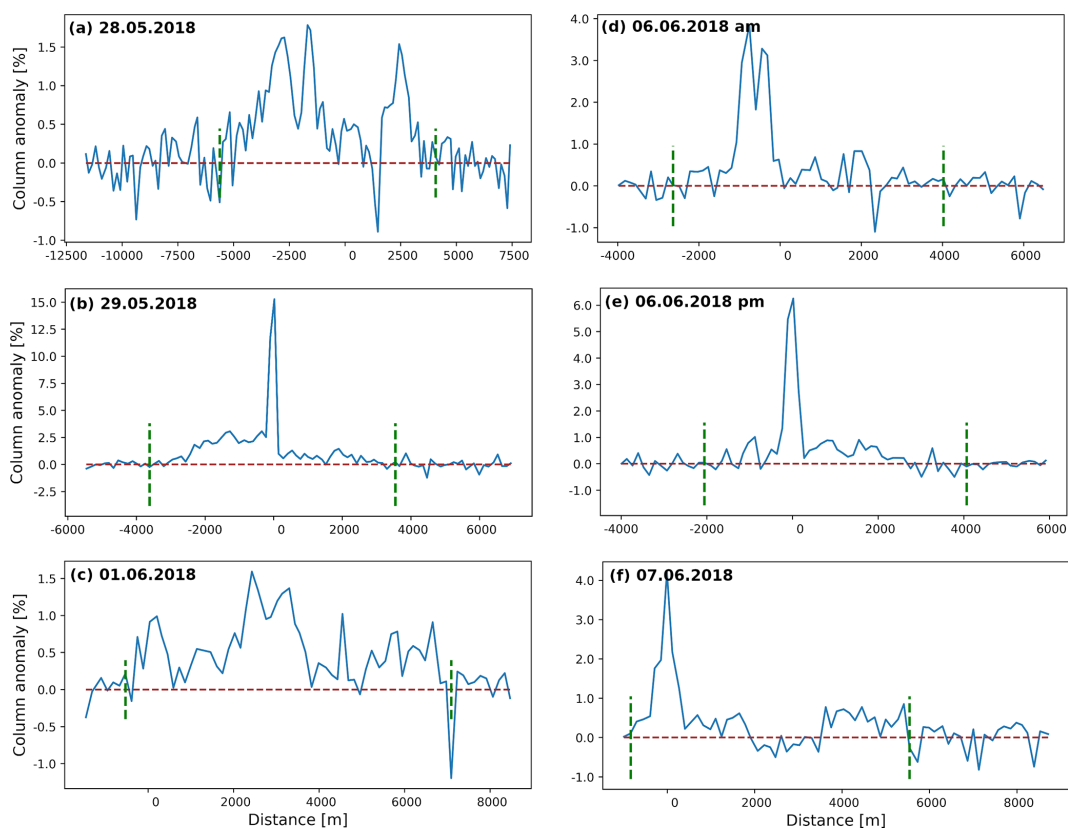 (a) 28.05.2018
Column anomaly [%]
1.5
1.0
0.5
0.0
-0.5
-1.0
-12500 -10000 -7500 -5000 -2500 0 2500 5000 7500
(d) 06.06.2018 am
4.0
3.0
2.0
1.0
0.0
-1.0
-4000 -2000 0 2000 4000 6000
(b) 29.05.2018
Column anomaly [%]
15.0
12.5
10.0
7.5
5.0
2.5
0.0
-2.5
-6000 -4000 -2000 0 2000 4000 6000
(e) 06.06.2018 pm
6.0
5.0
4.0
3.0
2.0
1.0
0.0
-1.0
-4000 -2000 0 2000 4000 6000
(c) 01.06.2018
Column anomaly [%]
1.5
1.0
0.5
0.0
-0.5
-1.0
0 2000 4000 6000 8000
Distance [m]
(f) 07.06.2018
4.0
3.0
2.0
1.0
0.0
-1.0
0 2000 4000 6000 8000
Distance [m]